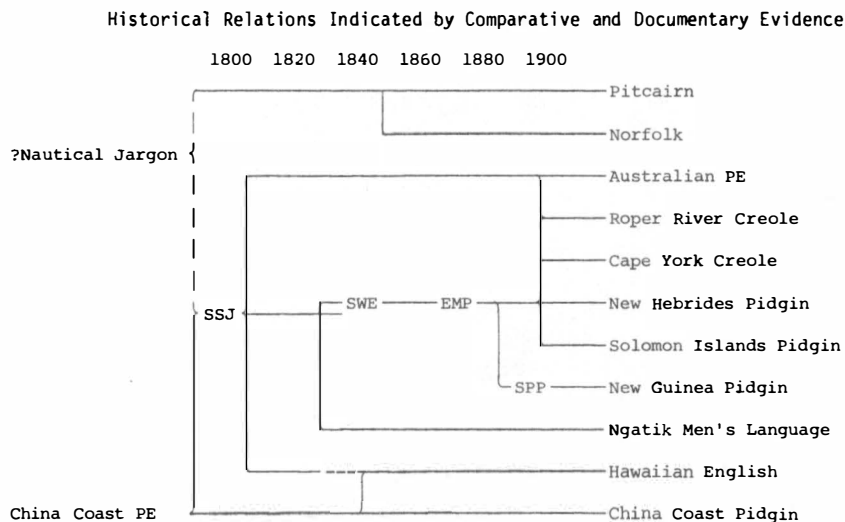 Historical Relations Indicated by Comparative and Documentary Evidence
1800 1820 1840 1860 1880 1900
Pitcairn
Norfolk
?Nautical Jargon
Australian PE
Roper River Creole
Cape York Creole
SSJ SWE EMP New Hebrides Pidgin
Solomon Islands Pidgin
SPP New Guinea Pidgin
Ngatik Men's Language
Hawaiian English
China Coast PE China Coast Pidgin